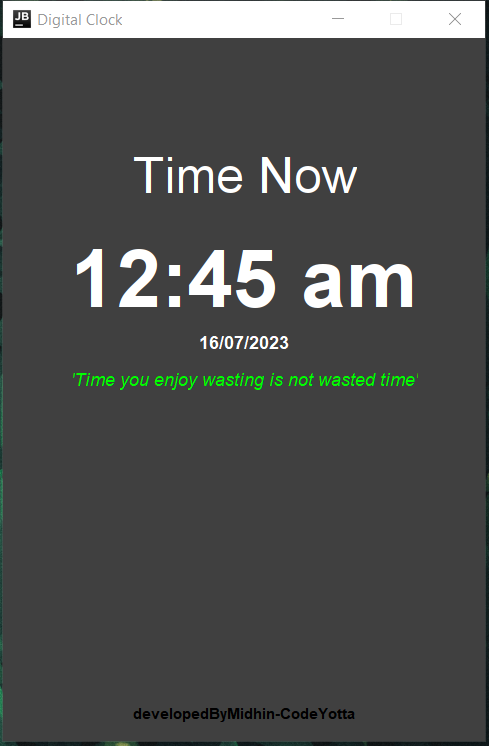 JB Digital Clock
Time Now
12:45 am
16/07/2023
'Time you enjoy wasting is not wasted time'
developedByMidhin-CodeYotta